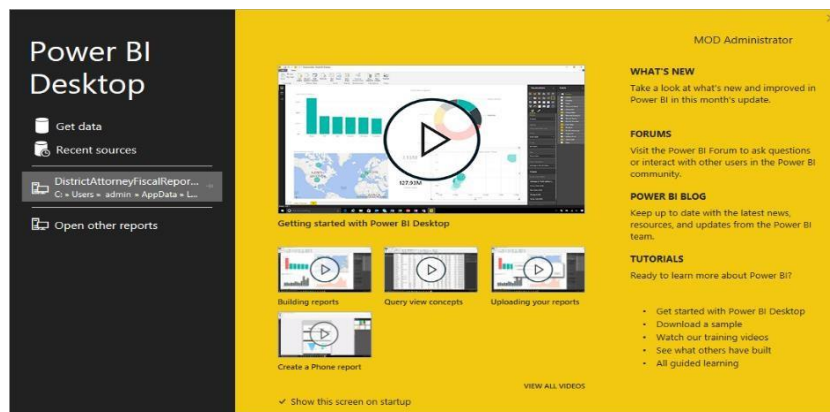 Power BI
Desktop
Get data
Recent sources
DistrictAttorneyFiscalRepor...
C: » Users » admin » AppData » L...
Open other reports
127.93M
Getting started with Power BI Desktop
Building reports
Query view concepts
Uploading your reports
Create a Phone report
VIEW ALL VIDEOS
Show this screen on startup
MOD Administrator
WHAT'S NEW
Take a look at what's new and improved in
Power BI in this month's update.
FORUMS
Visit the Power BI Forum to ask questions
or interact with other users in the Power BI
community.
POWER BI BLOG
Keep up to date with the latest news,
resources, and updates from the Power BI
team.
TUTORIALS
Ready to learn more about Power BI?
• Get started with Power BI Desktop
• Download a sample
• Watch our training videos
• See what others have built
• All guided learning